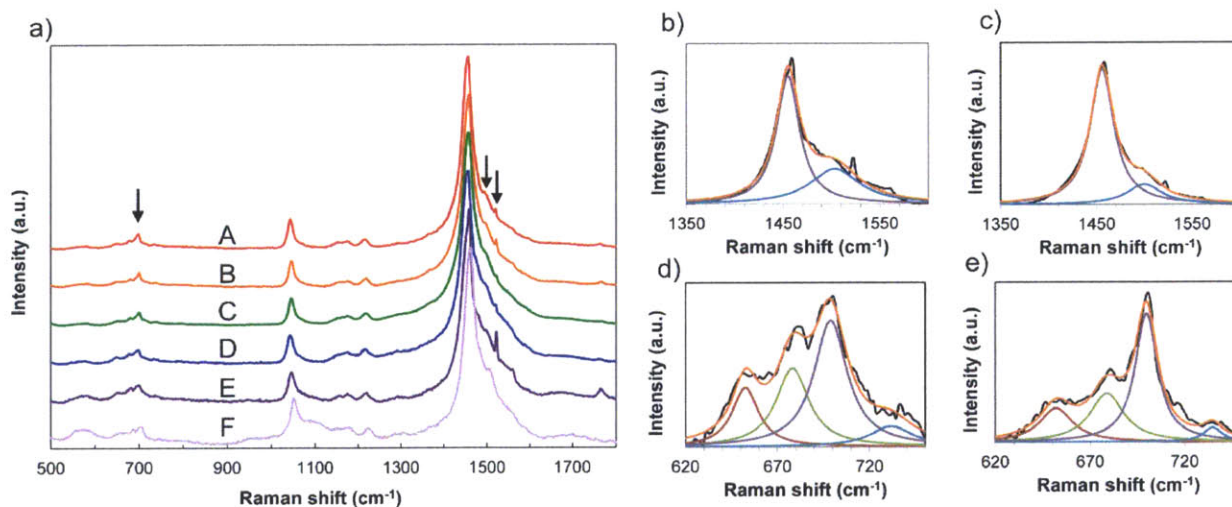 a)
Intensity (a.u.)
A
B
C
D
E
F
500 700 900 1100 1300 1500 1700
Raman shift (cm⁻¹)
b)
Intensity (a.u.)
1350 1450 1550
Raman shift (cm⁻¹)
c)
Intensity (a.u.)
1350 1450 1550
Raman shift (cm⁻¹)
d)
Intensity (a.u.)
620 670 720
Raman shift (cm⁻¹)
e)
Intensity (a.u.)
620 670 720
Raman shift (cm⁻¹)